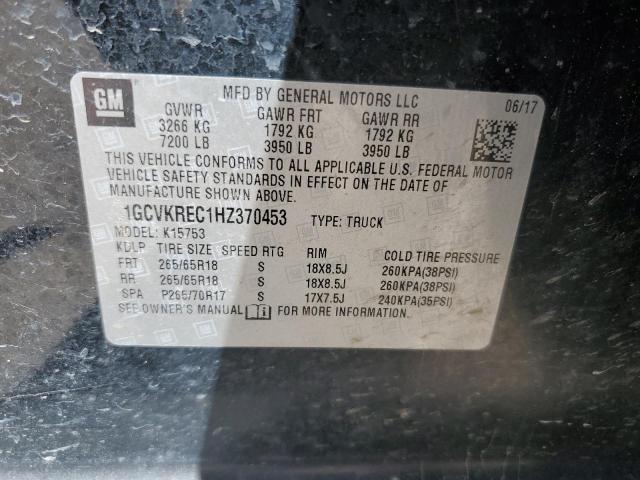 GM
MFD BY GENERAL MOTORS LLC 06/17
GVWR GAWR FRT GAWR RR
3266 KG 1792 KG 1792 KG
7200 LB 3950 LB 3950 LB
THIS VEHICLE CONFORMS TO ALL APPLICABLE U.S. FEDERAL MOTOR
VEHICLE SAFETY STANDARDS IN EFFECT ON THE DATE OF
MANUFACTURE SHOWN ABOVE.
1GCVKREC1HZ370453 TYPE: TRUCK
MODEL: K15753
KDLP TIRE SIZE SPEED RTG RIM COLD TIRE PRESSURE
FRT 265/65R18 S 18X8.5J 260KPA(38PSI)
RR 265/65R18 S 18X8.5J 260KPA(38PSI)
SPA P265/70R17 S 17X7.5J 240KPA(35PSI)
SEE OWNER'S MANUAL FOR MORE INFORMATION.